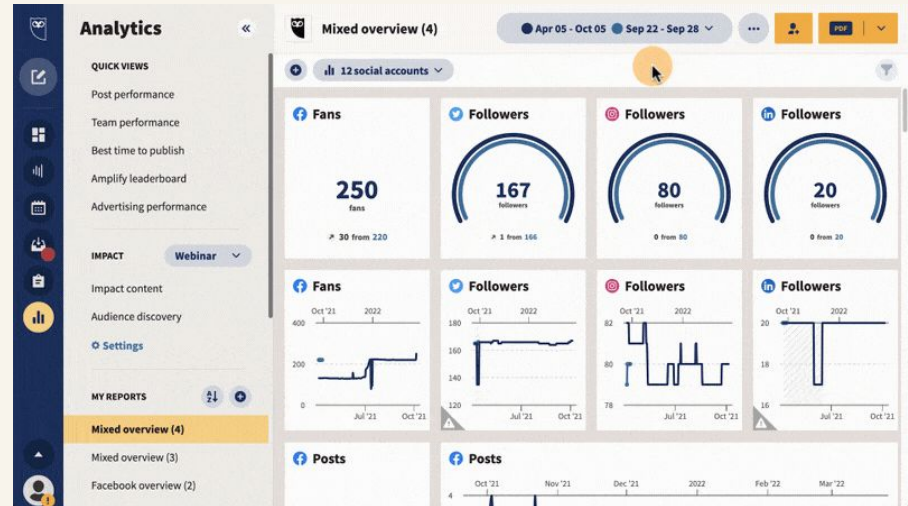 Analytics
«
QUICK VIEWS
Post performance
Team performance
Best time to publish
Amplify leaderboard
Advertising performance
IMPACT
Webinar
Impact content
Audience discovery
Settings
MY REPORTS
Mixed overview (4)
Mixed overview (3)
Facebook overview (2)
Mixed overview (4)
Apr 05 - Oct 05 Sep 22 - Sep 28
PDF
12 social accounts
Fans
250
fans
30 from 220
Followers
167
followers
1 from 166
Followers
80
followers
0 from 80
Followers
20
followers
0 from 20
Fans
Oct '21 2022
400
200
0
Jul '21 Oct '21
Followers
Oct '21 2022
180
160
140
120
Jul '21 Oct '21
Followers
Oct '21 2022
82
80
78
Jul '21 Oct '21
Followers
Oct '21 2022
20
18
16
Jul '21 Oct '21
Posts
Posts
Oct '21 Nov '21 Dec '21 2022 Feb '22 Mar '22
4